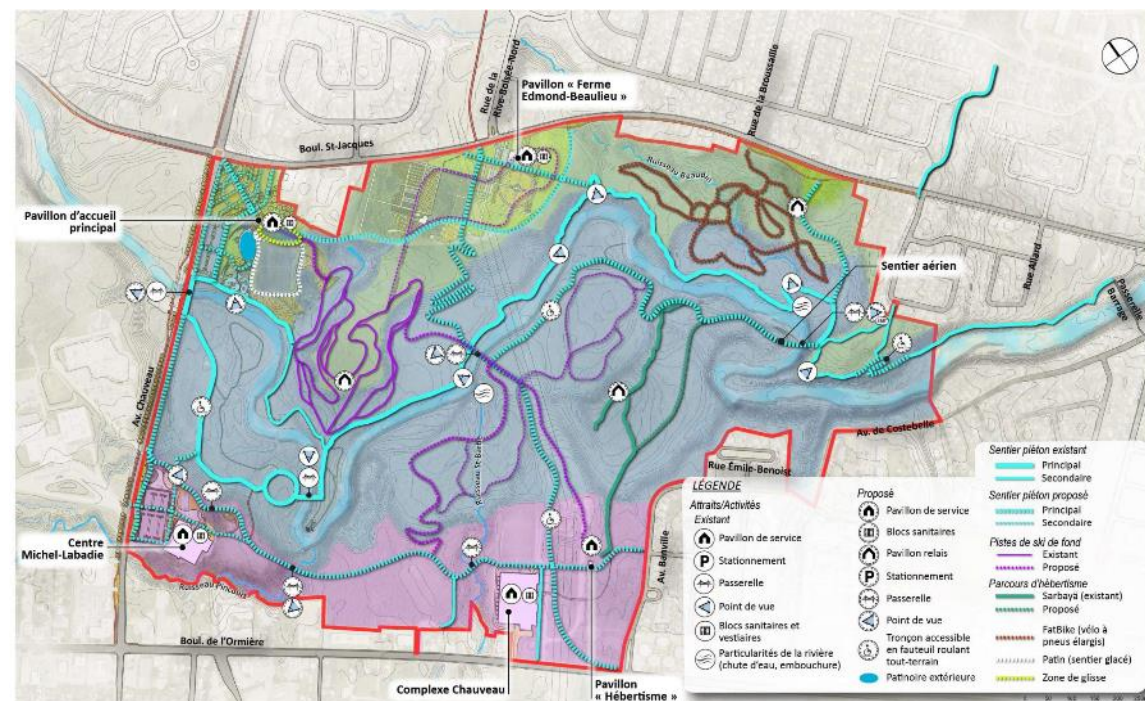 Rue de la
Rive-Boisée-Nord
Pavillon « Ferme
Edmond-Beaulieu »
Rue de la Broussaille
Boul. St-Jacques
Ruisseau Beaudet
Pavillon d'accueil
principal
Sentier aérien
Rue Allard
Passerelle
Barrage
Av. Chauveau
Av. de Costebelle
Rue Émile-Benoist
Centre
Michel-Labadie
Av. Banville
Boul. de l'Ormière
Complexe Chauveau
Pavillon
« Hébertisme »
LÉGENDE
Attraits/Activités
Existant
Pavillon de service
P Stationnement
Passerelle
Point de vue
Blocs sanitaires et
vestiaires
Particularités de la rivière
(chute d'eau, embouchure)
Proposé
Pavillon de service
Blocs sanitaires
Pavillon relais
P Stationnement
Passerelle
Point de vue
Tronçon accessible
en fauteuil roulant
tout-terrain
Patinoire extérieure
Sentier piéton existant
Principal
Secondaire
Sentier piéton proposé
Principal
Secondaire
Pistes de ski de fond
Existant
Proposé
Parcours d'hébertisme
Sarbayä (existant)
Proposé
FatBike (vélo à
pneus élargis)
Patin (sentier glacé)
Zone de glisse